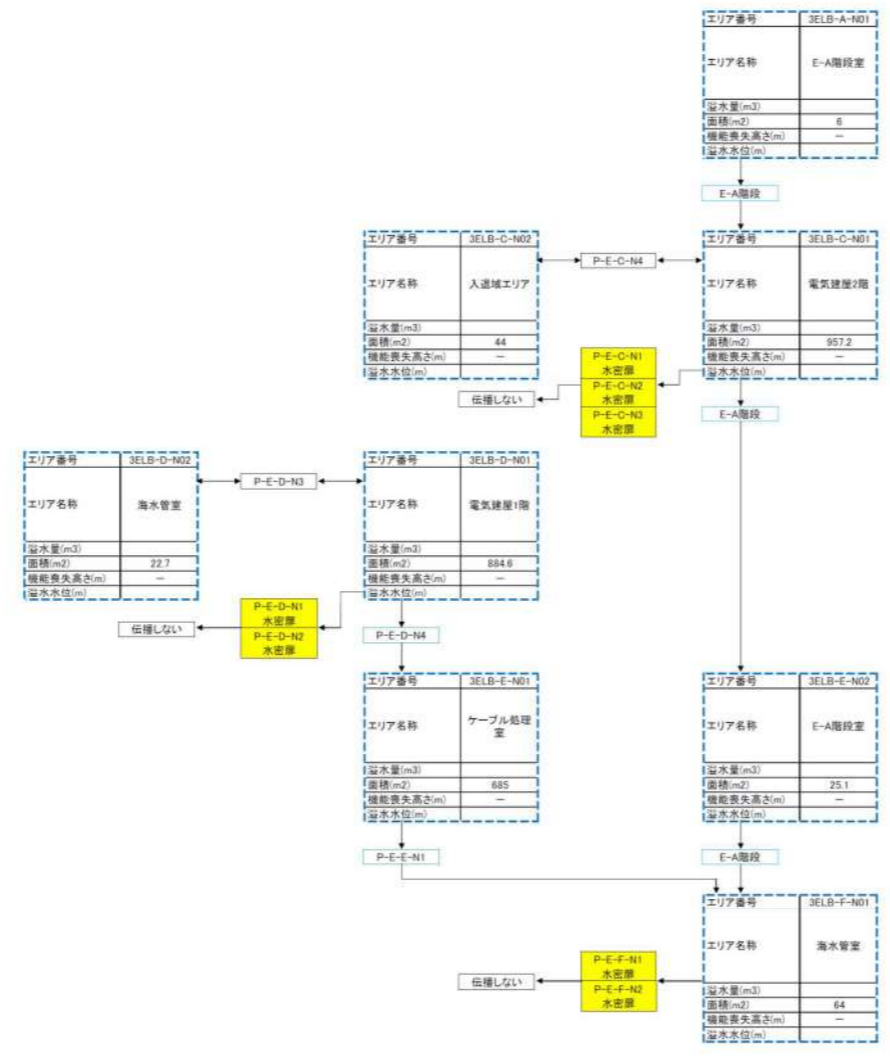 エリア番号 3ELB-A-N01
エリア名称 E-A階段室
溢水量(m3)
面積(m2) 6
機能喪失高さ(m) －
溢水水位(m)
E-A階段
エリア番号 3ELB-C-N02
エリア名称 入退域エリア
溢水量(m3)
面積(m2) 44
機能喪失高さ(m) －
溢水水位(m)
P-E-C-N4
エリア番号 3ELB-C-N01
エリア名称 電気建屋2階
溢水量(m3)
面積(m2) 957.2
機能喪失高さ(m) －
溢水水位(m)
P-E-C-N1
水密扉
P-E-C-N2
水密扉
P-E-C-N3
水密扉
伝播しない
E-A階段
エリア番号 3ELB-D-N02
エリア名称 海水管室
溢水量(m3)
面積(m2) 22.7
機能喪失高さ(m) －
溢水水位(m)
P-E-D-N3
エリア番号 3ELB-D-N01
エリア名称 電気建屋1階
溢水量(m3)
面積(m2) 884.6
機能喪失高さ(m) －
溢水水位(m)
P-E-D-N1
水密扉
P-E-D-N2
水密扉
伝播しない
P-E-D-N4
エリア番号 3ELB-E-N01
エリア名称 ケーブル処理
室
溢水量(m3)
面積(m2) 685
機能喪失高さ(m) －
溢水水位(m)
エリア番号 3ELB-E-N02
エリア名称 E-A階段室
溢水量(m3)
面積(m2) 25.1
機能喪失高さ(m) －
溢水水位(m)
P-E-E-N1
E-A階段
エリア番号 3ELB-F-N01
エリア名称 海水管室
溢水量(m3)
面積(m2) 64
機能喪失高さ(m) －
溢水水位(m)
P-E-F-N1
水密扉
P-E-F-N2
水密扉
伝播しない